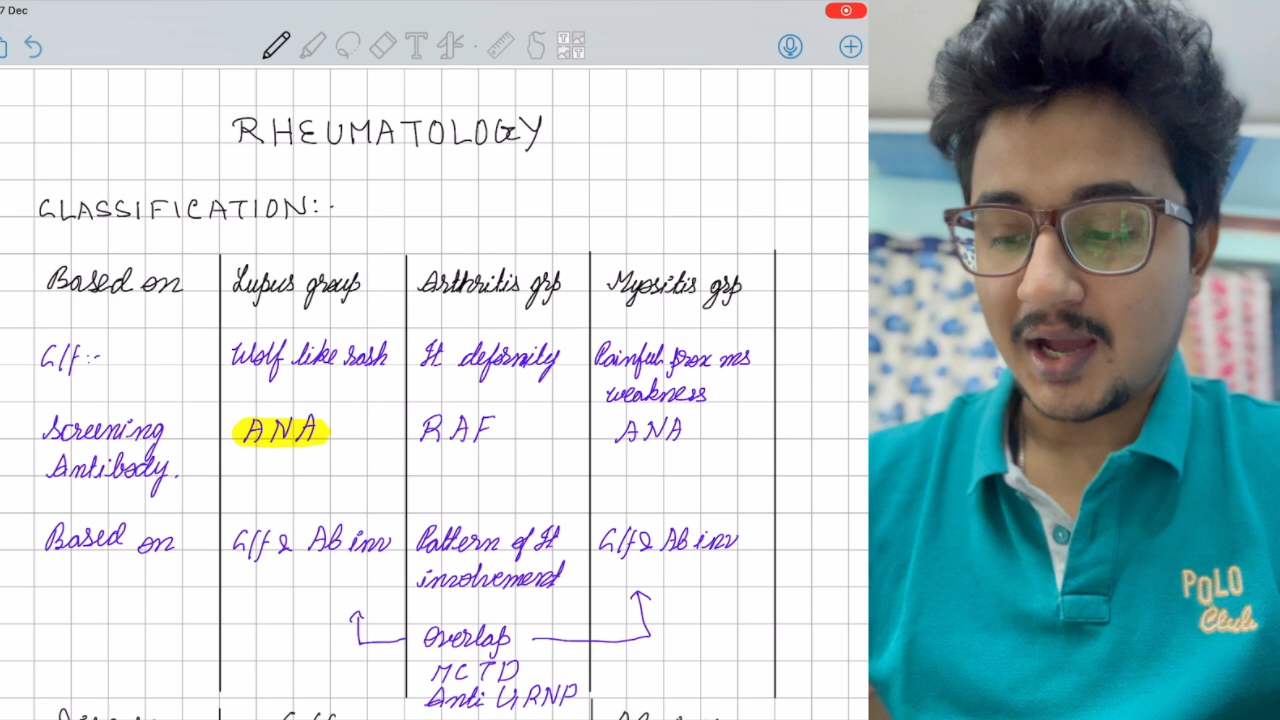 7 Dec
RHEUMATOLOGY
CLASSIFICATION:-
Based on Lupus group Arthritis grp Myositis grp
C/f:- Wolf like rash Jt deformity Painful prox ms
weakness
Screening ANA RAF ANA
Antibody.
Based on C/f & AB inv Pattern of Jt C/f & AB inv
involvement
Overlap
MCTD
Anti U1RNP
POLO
Club